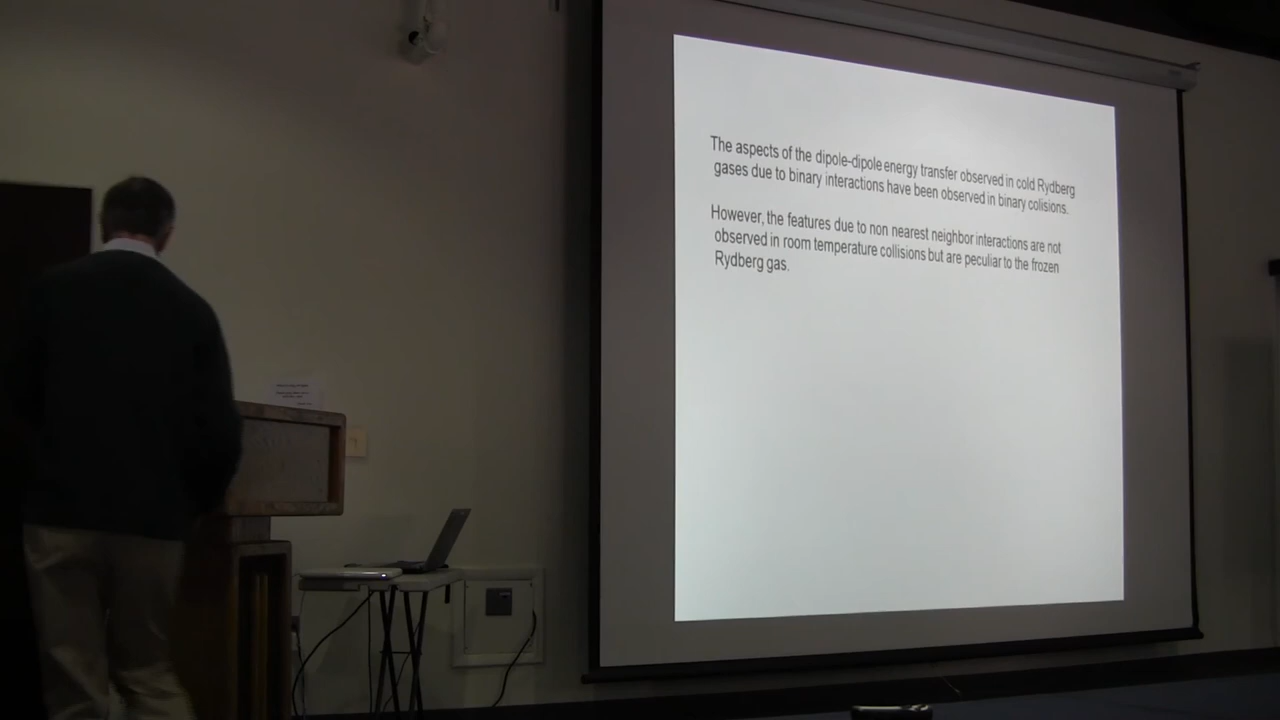 The aspects of the dipole-dipole energy transfer observed in cold Rydberg
gases due to binary interactions have been observed in binary colisions.
However, the features due to non nearest neighbor interactions are not
observed in room temperature collisions but are peculiar to the frozen
Rydberg gas.